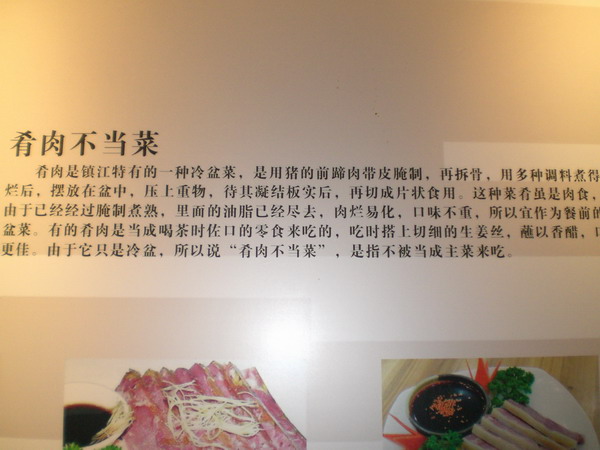 肴肉不当菜
肴肉是镇江特有的一种冷盆菜，是用猪的前蹄肉带皮腌制，再拆骨，用多种调料煮得
烂后，摆放在盆中，压上重物，待其凝结板实后，再切成片状食用。这种菜肴虽是肉食，
由于已经经过腌制煮熟，里面的油脂已经尽去，肉烂易化，口味不重，所以宜作为餐前的
盆菜。有的肴肉是当成喝茶时佐口的零食来吃的，吃时搭上切细的生姜丝，蘸以香醋，
更佳。由于它只是冷盆，所以说“肴肉不当菜”，是指不被当成主菜来吃。